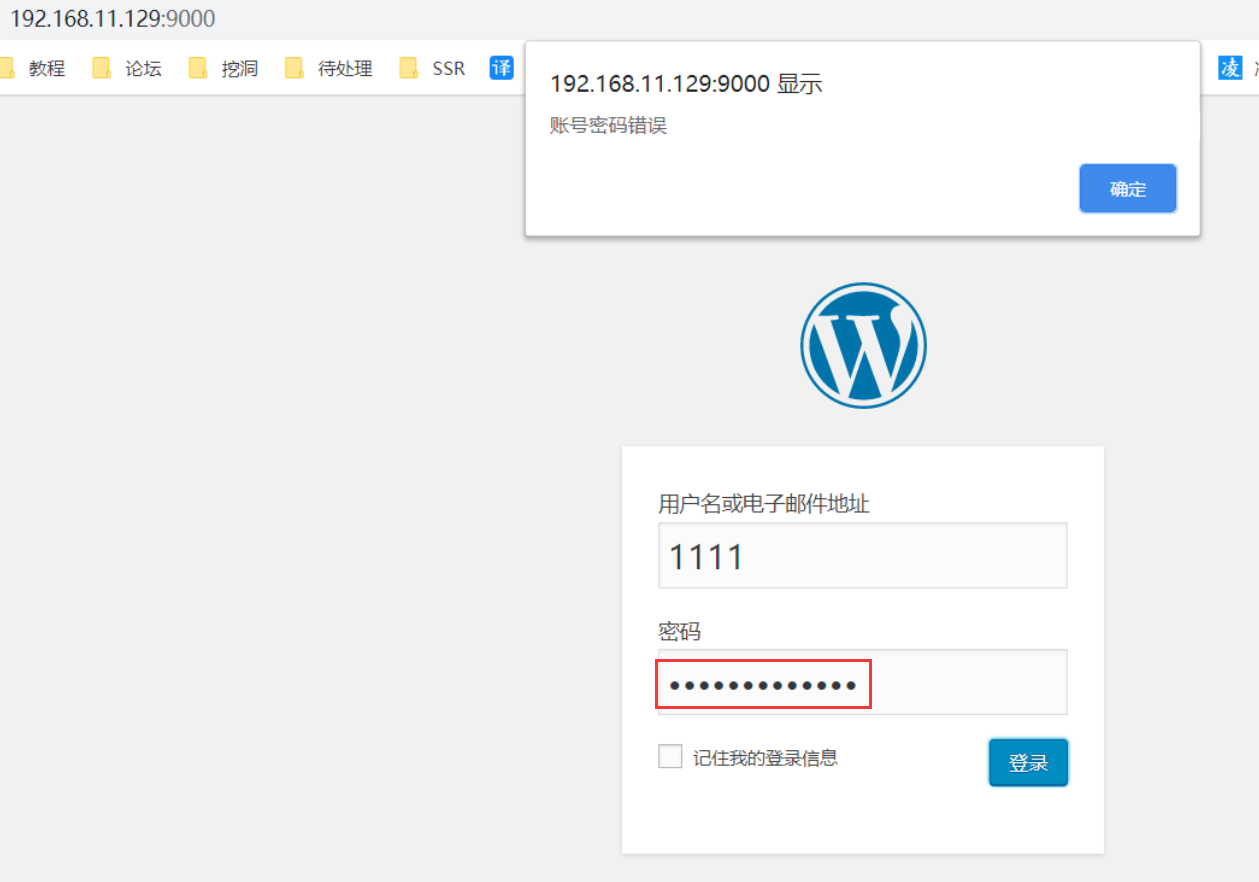 192.168.11.129:9000
教程 论坛 挖洞 待处理 SSR 译 凌
192.168.11.129:9000 显示
账号密码错误
确定
用户名或电子邮件地址
1111
密码
•••••••••••••
记住我的登录信息 登录